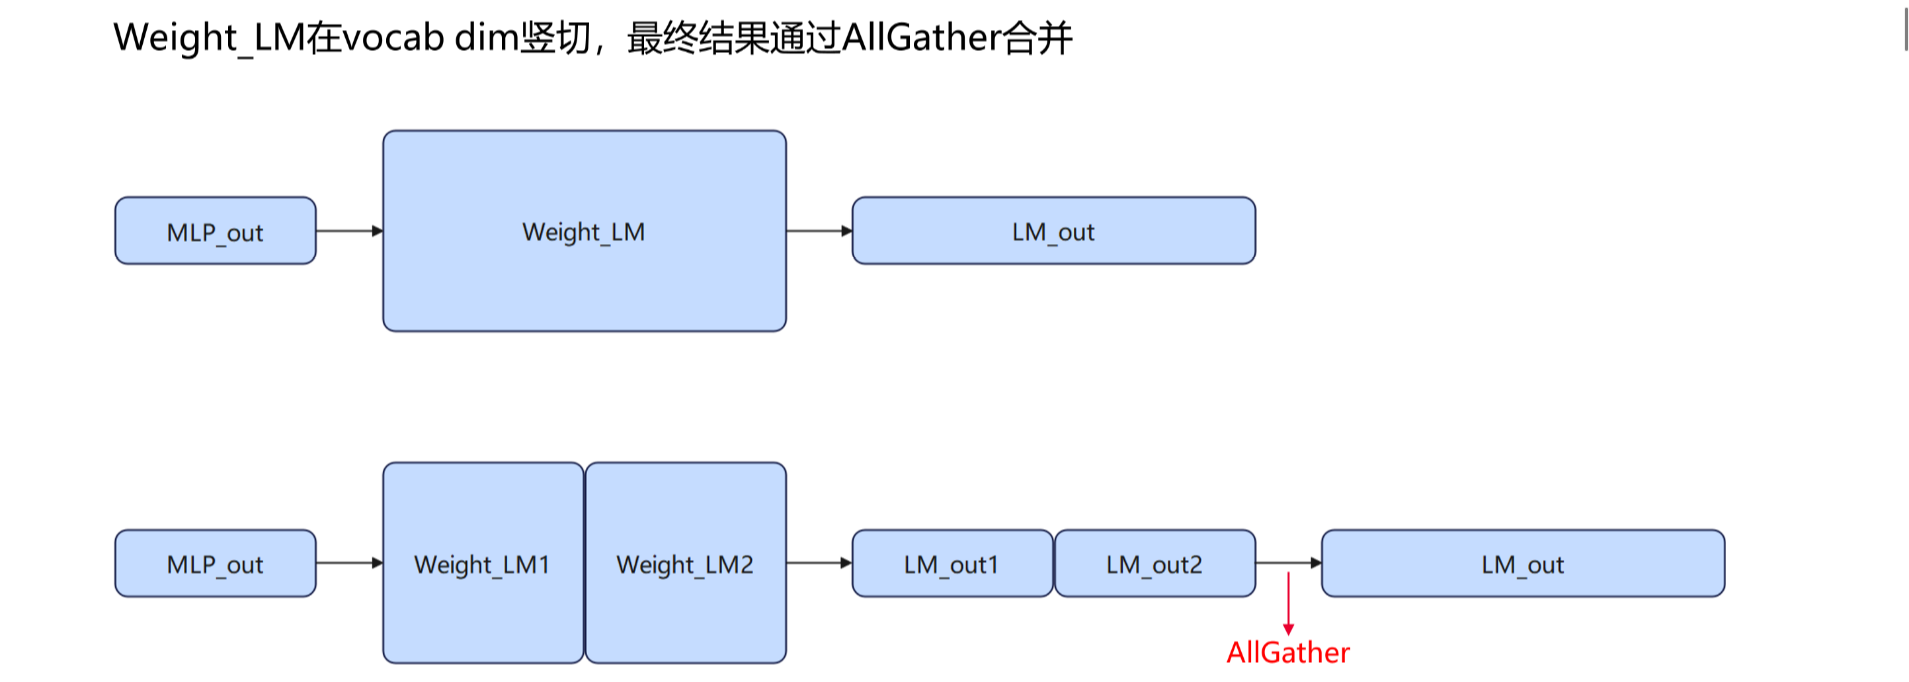 Weight_LM在vocab dim竖切，最终结果通过AllGather合并
MLP_out
Weight_LM
LM_out
MLP_out
Weight_LM1
Weight_LM2
LM_out1
LM_out2
LM_out
AllGather